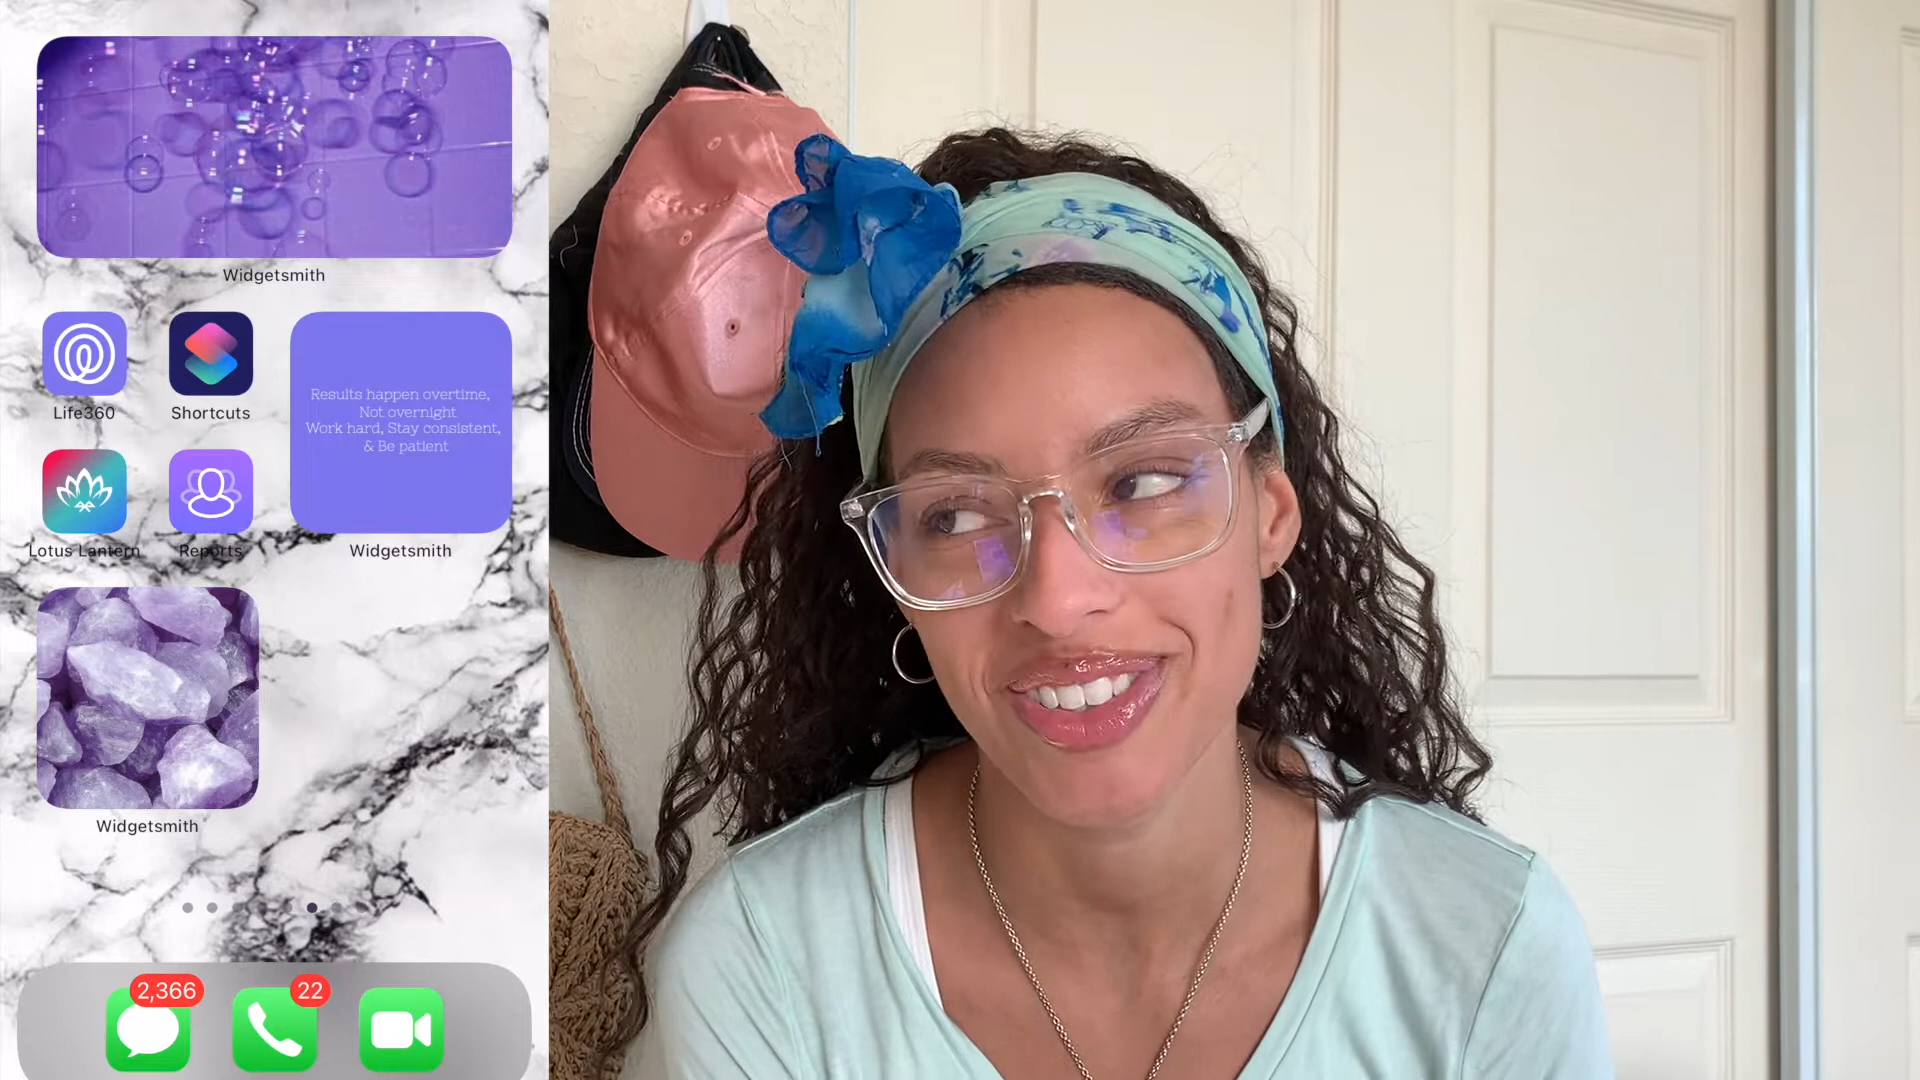 Widgetsmith
Life360
Shortcuts
Results happen overtime,
Not overnight
Work hard, Stay consistent,
& Be patient
Lotus Lantern
Reports
Widgetsmith
Widgetsmith
2,366
22